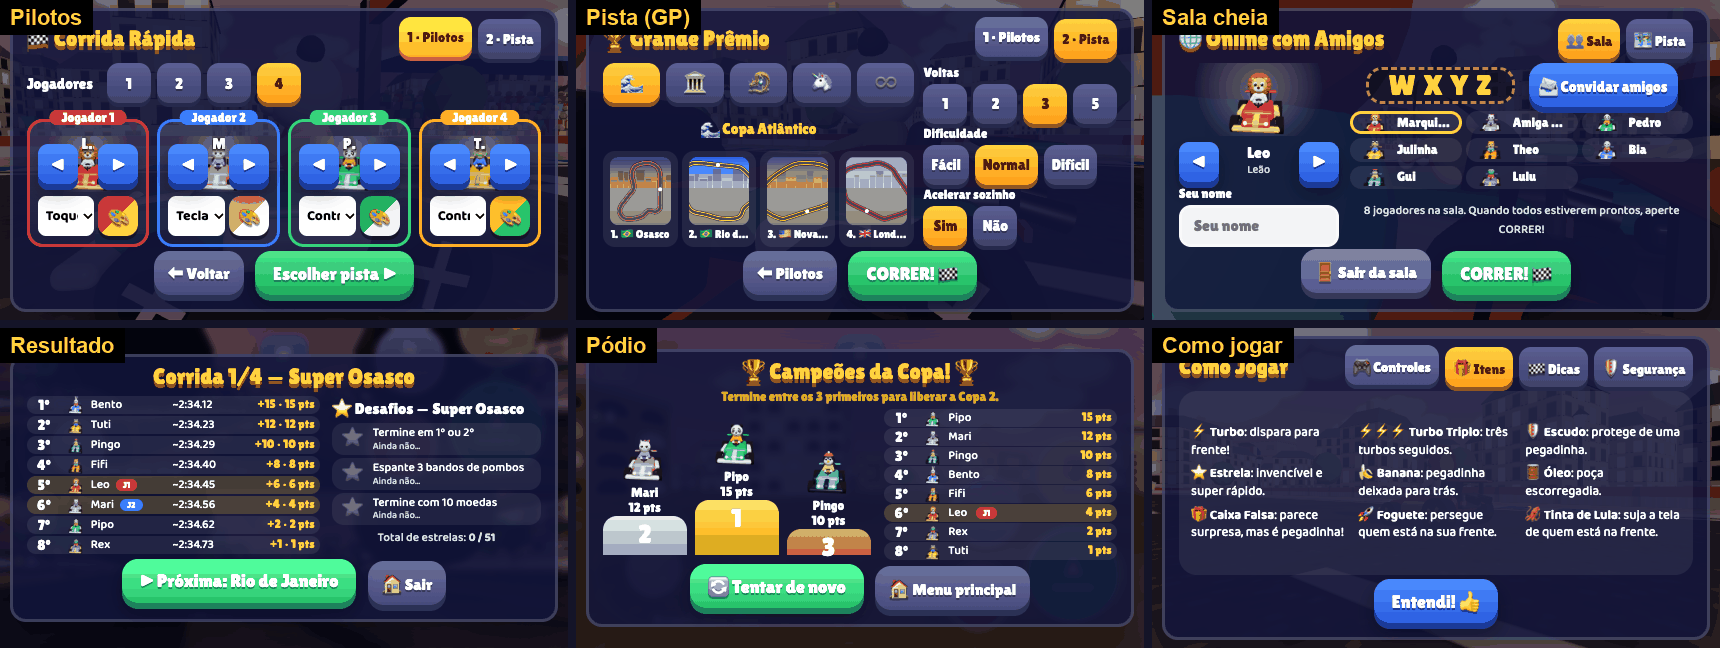 Pilotos
Corrida Rápida
1 · Pilotos
2 · Pista
Jogadores
1
2
3
4
Jogador 1
Jogador 2
Jogador 3
Jogador 4
L.
M
P.
T.
Toqu
Tecla
Contr
Contr
Voltar
Escolher pista
Pista (GP)
Grande Prêmio
1 · Pilotos
2 · Pista
Copa Atlântico
1. Osasco
2. Rio d...
3. Nova...
4. Lond...
Voltas
1
2
3
5
Dificuldade
Fácil
Normal
Difícil
Acelerar sozinho
Sim
Não
Pilotos
CORRER!
Sala cheia
Online com Amigos
Sala
Pista
Leo
Leão
Seu nome
Seu nome
WXYZ
Convidar amigos
Marqui...
Amiga ...
Pedro
Julinha
Theo
Bia
Gui
Lulu
8 jogadores na sala. Quando todos estiverem prontos, aperte
CORRER!
Sair da sala
CORRER!
Resultado
Corrida 1/4 — Super Osasco
1º Bento ~2:34.12 +15 · 15 pts
2º Tuti ~2:34.23 +12 · 12 pts
3º Pingo ~2:34.29 +10 · 10 pts
4º Fifi ~2:34.40 +8 · 8 pts
5º Leo J1 ~2:34.45 +6 · 6 pts
6º Mari J2 ~2:34.56 +4 · 4 pts
7º Pipo ~2:34.62 +2 · 2 pts
8º Rex ~2:34.73 +1 · 1 pts
Desafios — Super Osasco
Termine em 1º ou 2º
Ainda não...
Espante 3 bandos de pombos
Ainda não...
Termine com 10 moedas
Ainda não...
Total de estrelas: 0 / 51
Próxima: Rio de Janeiro
Sair
Pódio
Campeões da Copa!
Termine entre os 3 primeiros para liberar a Copa 2.
Mari
12 pts
2
Pipo
15 pts
1
Pingo
10 pts
3
1º Pipo 15 pts
2º Mari 12 pts
3º Pingo 10 pts
4º Bento 8 pts
5º Fifi 6 pts
6º Leo J1 4 pts
7º Rex 2 pts
8º Tuti 1 pts
Tentar de novo
Menu principal
Como jogar
Como Jogar
Controles
Itens
Dicas
Segurança
Turbo: dispara para
frente!
Estrela: invencível e
super rápido.
Caixa Falsa: parece
surpresa, mas é pegadinha!
Turbo Triplo: três
turbos seguidos.
Banana: pegadinha
deixada para trás.
Foguete: persegue
quem está na sua frente.
Escudo: protege de uma
pegadinha.
Óleo: poça
escorregadia.
Tinta de Lula: suja a tela
de quem está na frente.
Entendi!